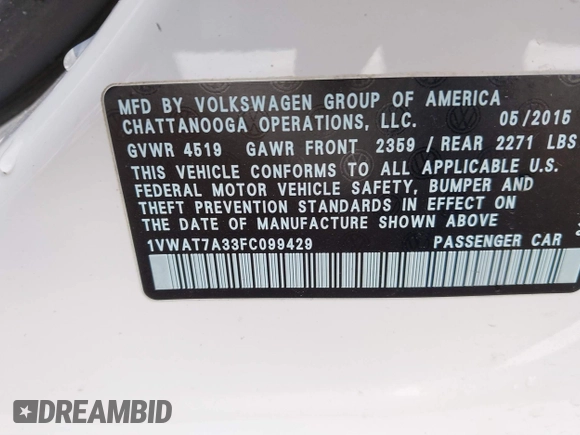 MFD BY VOLKSWAGEN GROUP OF AMERICA
CHATTANOOGA OPERATIONS, LLC. 05/2015
GVWR 4519 GAWR FRONT 2359 / REAR 2271 LBS
THIS VEHICLE CONFORMS TO ALL APPLICABLE U.S.
FEDERAL MOTOR VEHICLE SAFETY, BUMPER AND
THEFT PREVENTION STANDARDS IN EFFECT ON
THE DATE OF MANUFACTURE SHOWN ABOVE
1VWAT7A33FC099429 PASSENGER CAR
DREAMBID